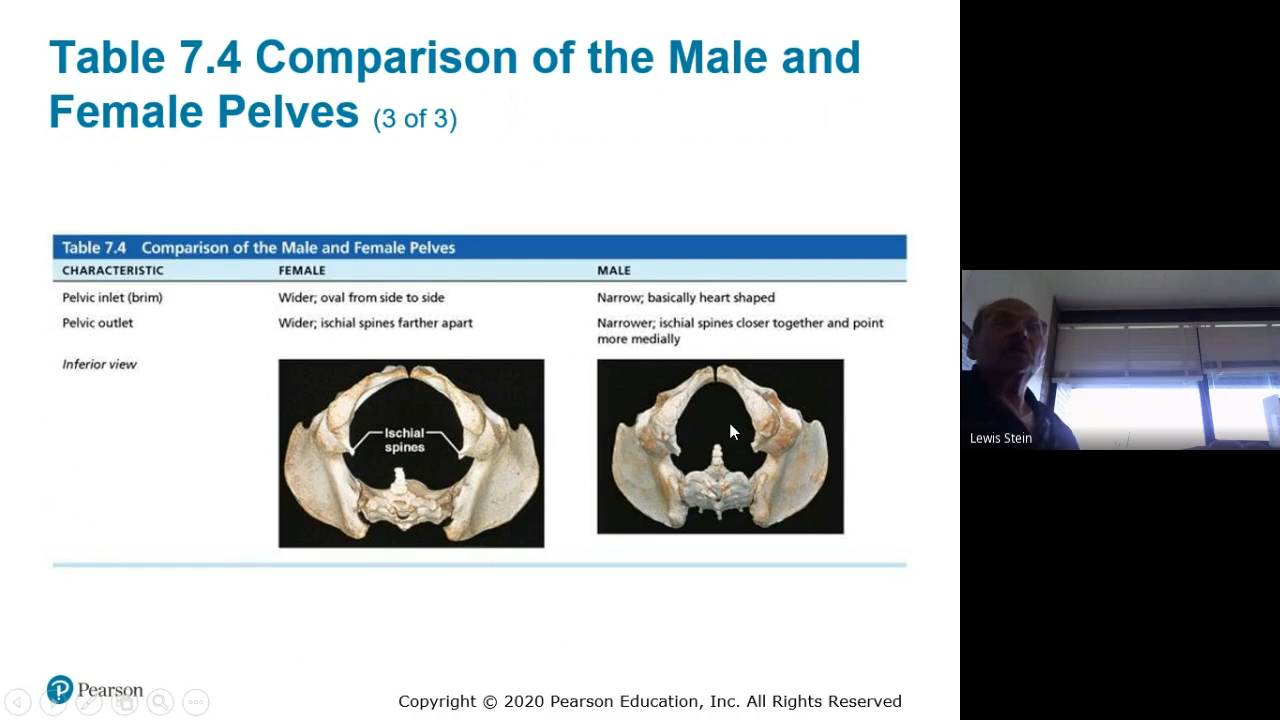 Table 7.4 Comparison of the Male and
Female Pelves (3 of 3)
Table 7.4 Comparison of the Male and Female Pelves
CHARACTERISTIC FEMALE MALE
Pelvic inlet (brim) Wider; oval from side to side Narrow; basically heart shaped
Pelvic outlet Wider; ischial spines farther apart Narrower; ischial spines closer together and point
more medially
Inferior view
Ischial
spines
Lewis Stein
Pearson
Copyright © 2020 Pearson Education, Inc. All Rights Reserved